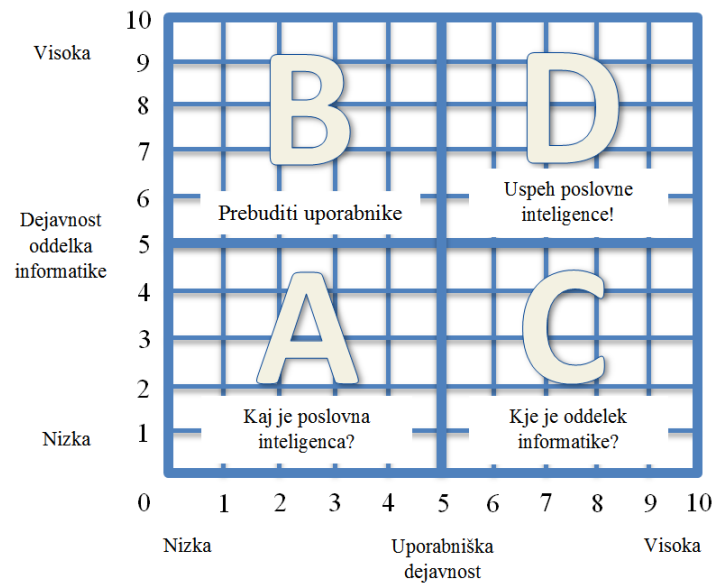 10
Visoka
9
B
D
8
7
6
Prebuditi uporabnike
Uspeh poslovne
inteligence!
Dejavnost
oddelka
informatike
5
4
A
C
3
2
Nizka
1
Kaj je poslovna
inteligenca?
Kje je oddelek
informatike?
0 1 2 3 4 5 6 7 8 9 10
Nizka
Uporabniška
dejavnost
Visoka